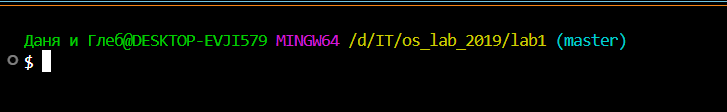 Даня и Глеб@DESKTOP-EVJI579 MINGW64 /d/IT/os_lab_2019/lab1 (master)
$